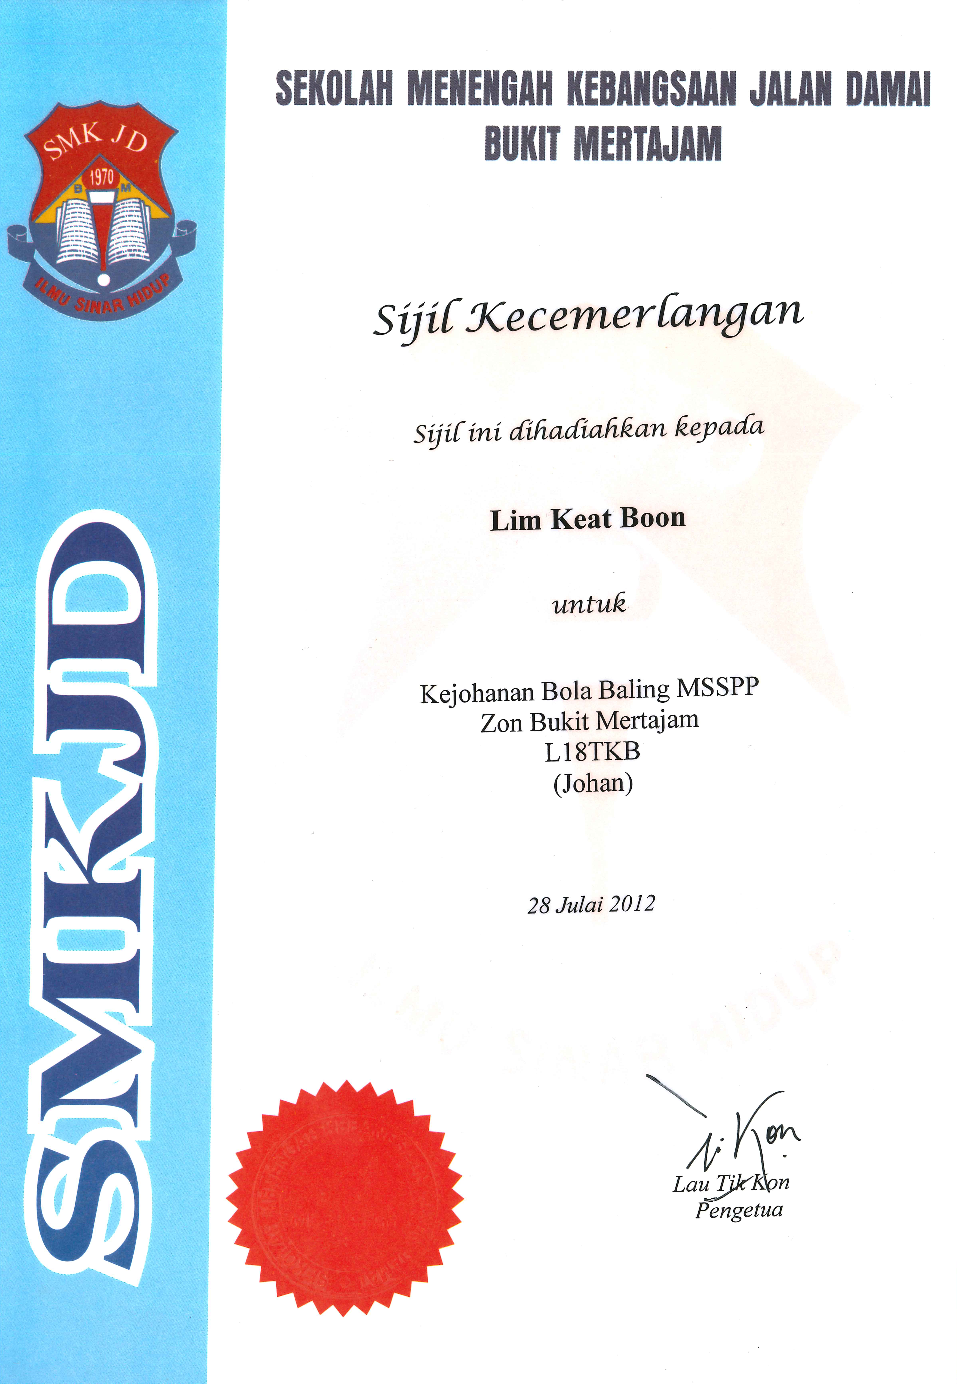 SEKOLAH MENENGAH KEBANGSAAN JALAN DAMAI
BUKIT MERTAJAM
SMK JD
1970
B M
ILMU SINAR HIDUP
Sijil Kecemerlangan
Sijil ini dihadiahkan kepada
Lim Keat Boon
untuk
Kejohanan Bola Baling MSSPP
Zon Bukit Mertajam
L18TKB
(Johan)
28 Julai 2012
SMKJD
Lau Tik Kon
Pengetua